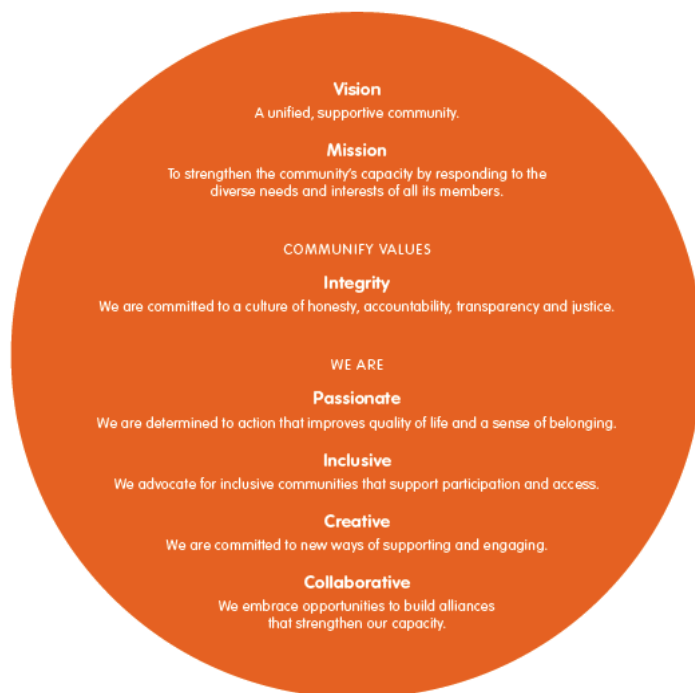 Vision
A unified, supportive community.
Mission
To strengthen the community's capacity by responding to the
diverse needs and interests of all its members.
COMMUNIFY VALUES
Integrity
We are committed to a culture of honesty, accountability, transparency and justice.
WE ARE
Passionate
We are determined to action that improves quality of life and a sense of belonging.
Inclusive
We advocate for inclusive communities that support participation and access.
Creative
We are committed to new ways of supporting and engaging.
Collaborative
We embrace opportunities to build alliances
that strengthen our capacity.